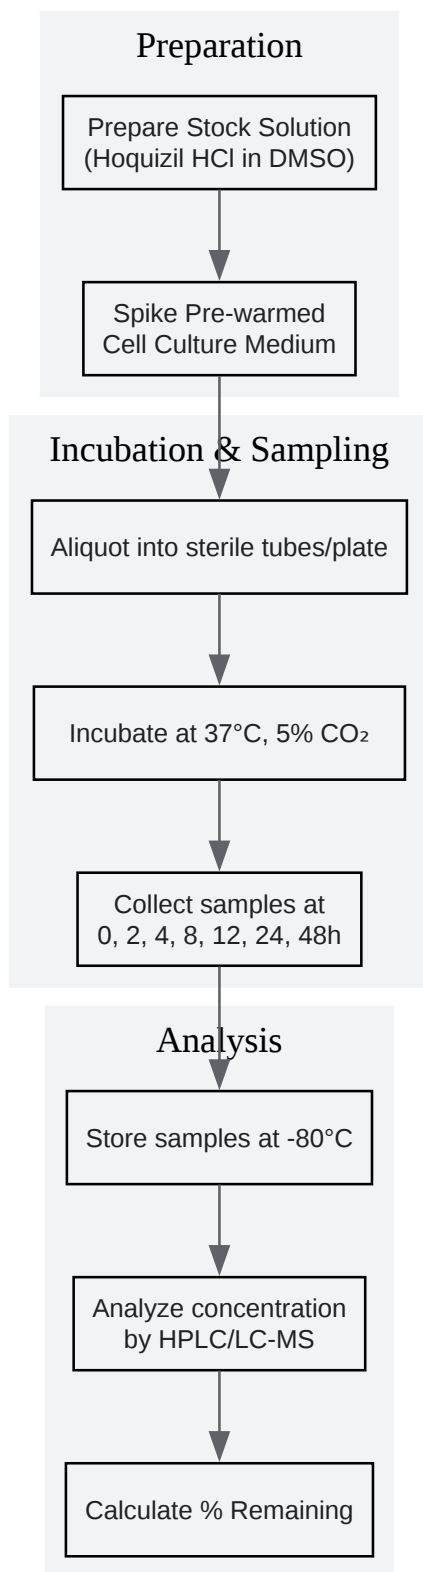 Preparation
Prepare Stock Solution
(Hoquizil HCl in DMSO)
Spike Pre-warmed
Cell Culture Medium
Incubation & Sampling
Aliquot into sterile tubes/plate
Incubate at 37°C, 5% CO₂
Collect samples at
0, 2, 4, 8, 12, 24, 48h
Analysis
Store samples at -80°C
Analyze concentration
by HPLC/LC-MS
Calculate % Remaining